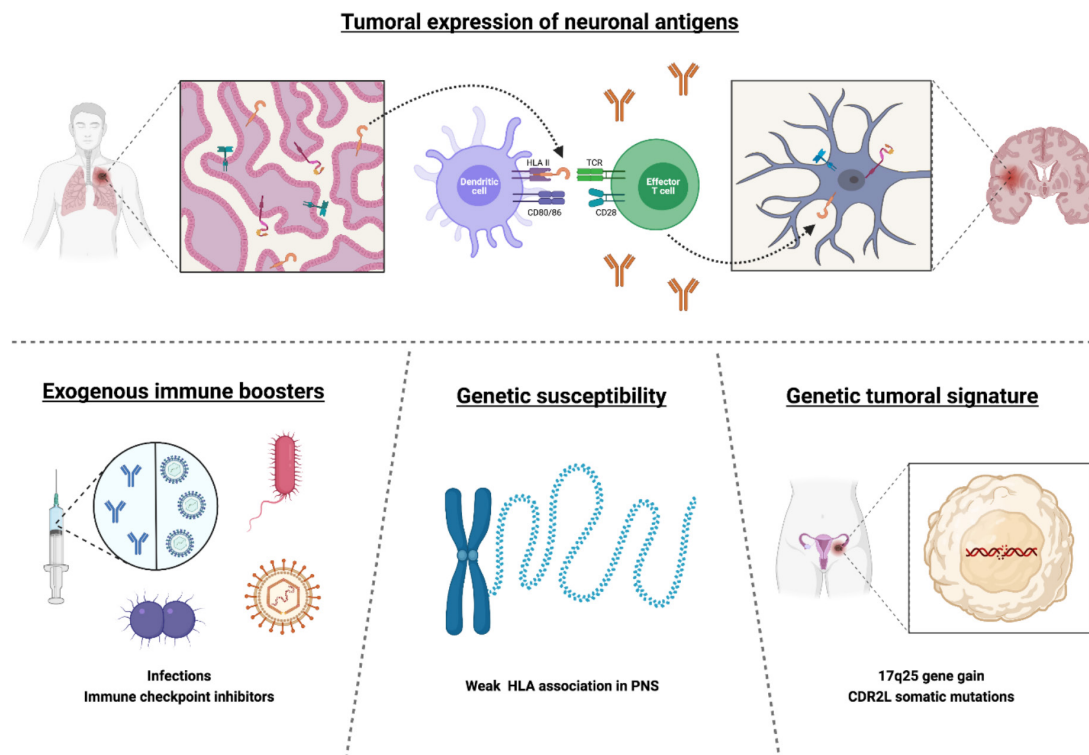 Tumoral expression of neuronal antigens
HLA II
TCR
Dendritic
cell
Effector
T cell
CD80/86
CD28
Exogenous immune boosters
Genetic susceptibility
Genetic tumoral signature
Infections
Immune checkpoint inhibitors
Weak HLA association in PNS
17q25 gene gain
CDR2L somatic mutations